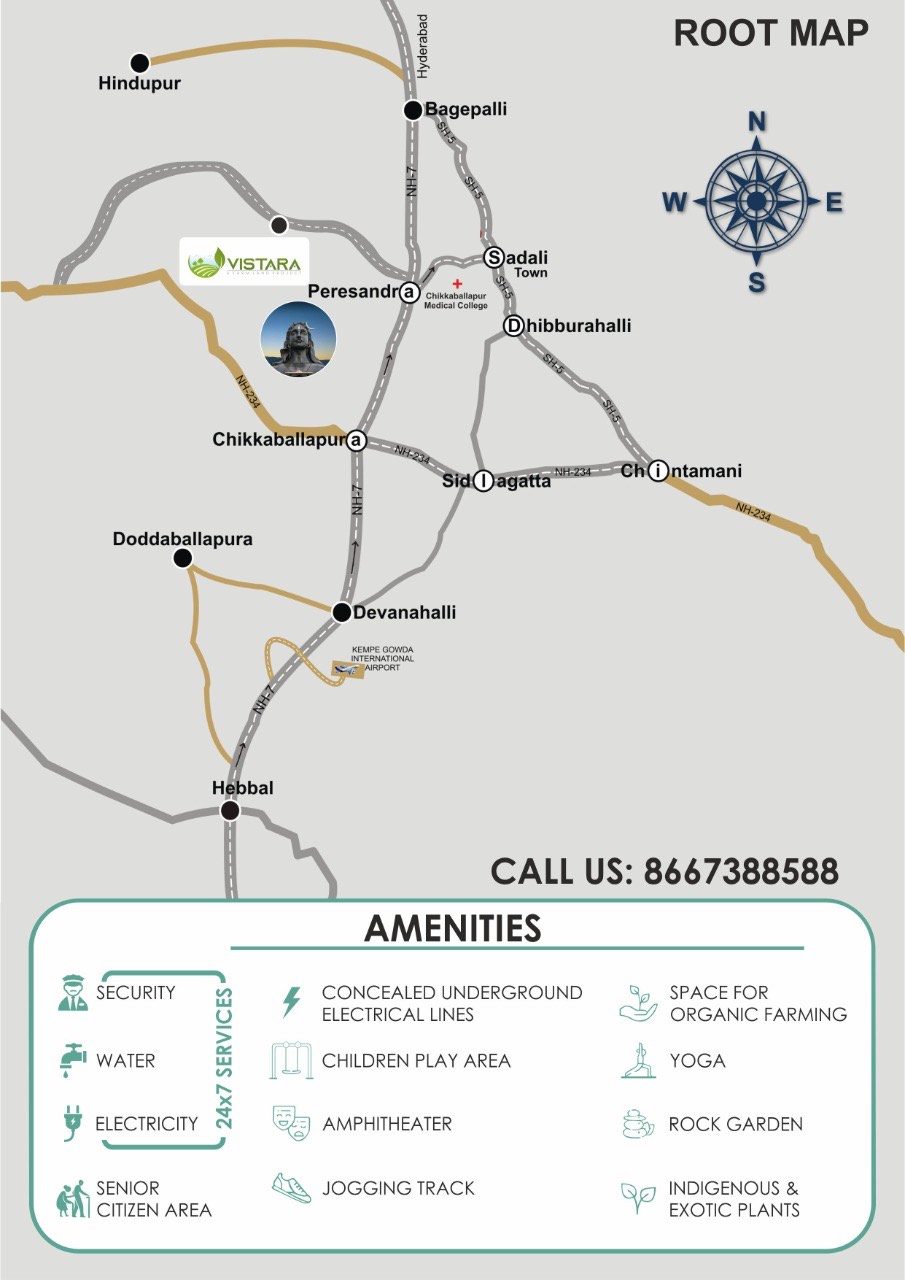 ROOT MAP
Hyderabad
Hindupur
Bagepalli
SH-5
NH-7
SH-5
N
W
E
S
VISTARA
Sadali
Town
Peresandra
Chikkaballapur
Medical College
SH-5
Dhibburahalli
SH-5
NH-234
SH-5
Chikkaballapura
NH-234
Sidlagatta
NH-234
Chintamani
NH-7
NH-234
Doddaballapura
Devanahalli
KEMPE GOWDA
INTERNATIONAL
AIRPORT
NH-7
Hebbal
CALL US: 8667388588
AMENITIES
SECURITY
WATER
ELECTRICITY
24x7 SERVICES
SENIOR
CITIZEN AREA
CONCEALED UNDERGROUND
ELECTRICAL LINES
CHILDREN PLAY AREA
AMPHITHEATER
JOGGING TRACK
SPACE FOR
ORGANIC FARMING
YOGA
ROCK GARDEN
INDIGENOUS &
EXOTIC PLANTS